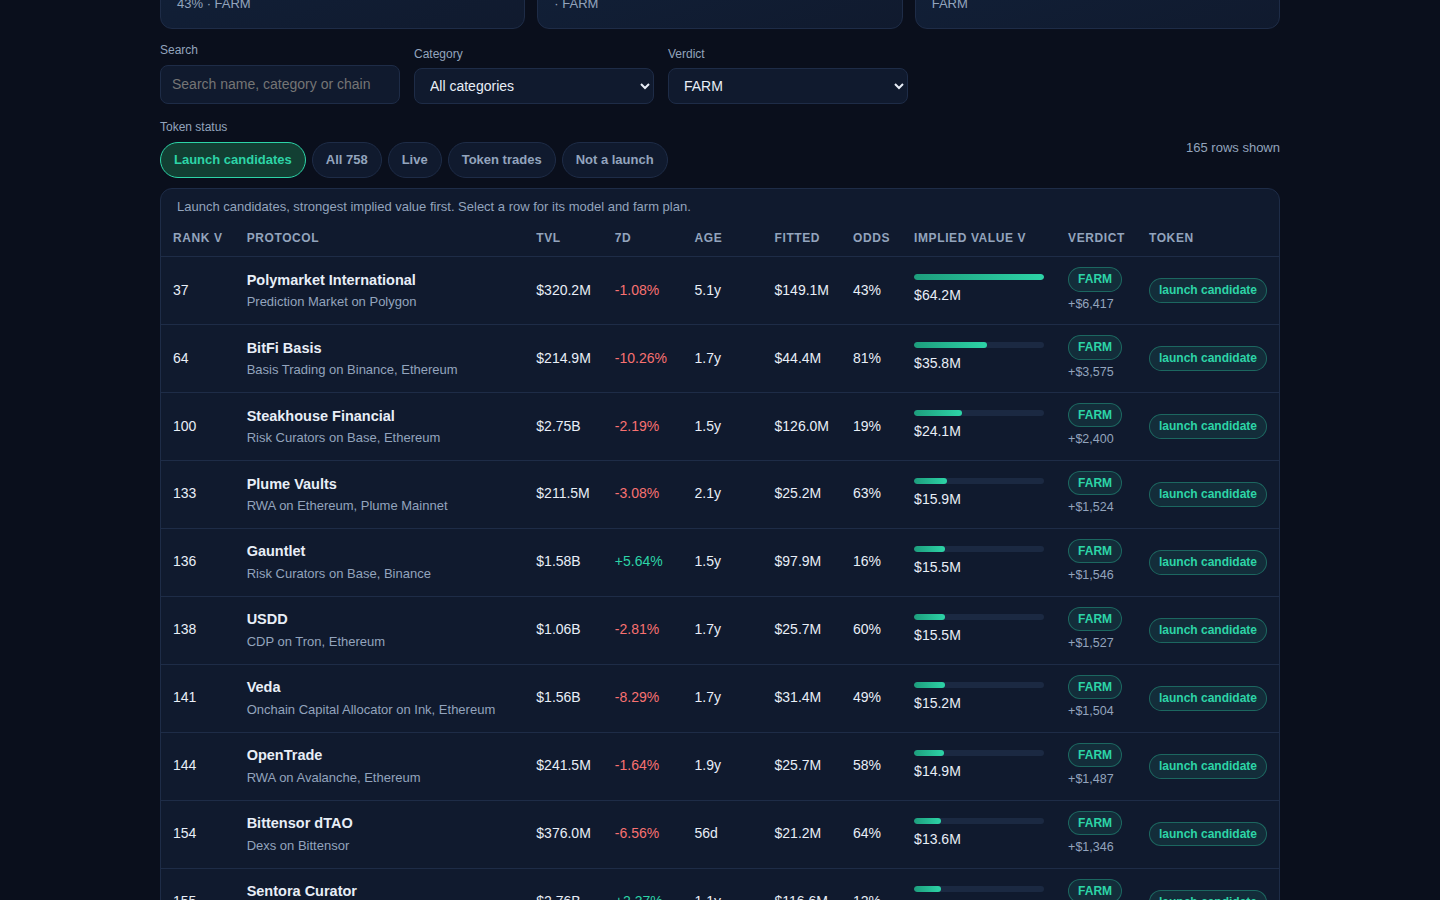 43% · FARM
· FARM
FARM
Search
Category
Verdict
Search name, category or chain
All categories
FARM
Token status
Launch candidates
All 758
Live
Token trades
Not a launch
165 rows shown
Launch candidates, strongest implied value first. Select a row for its model and farm plan.
RANK V PROTOCOL TVL 7D AGE FITTED ODDS IMPLIED VALUE V VERDICT TOKEN
37 Polymarket International $320.2M -1.08% 5.1y $149.1M 43% $64.2M FARM launch candidate
Prediction Market on Polygon +$6,417
64 BitFi Basis $214.9M -10.26% 1.7y $44.4M 81% $35.8M FARM launch candidate
Basis Trading on Binance, Ethereum +$3,575
100 Steakhouse Financial $2.75B -2.19% 1.5y $126.0M 19% $24.1M FARM launch candidate
Risk Curators on Base, Ethereum +$2,400
133 Plume Vaults $211.5M -3.08% 2.1y $25.2M 63% $15.9M FARM launch candidate
RWA on Ethereum, Plume Mainnet +$1,524
136 Gauntlet $1.58B +5.64% 1.5y $97.9M 16% $15.5M FARM launch candidate
Risk Curators on Base, Binance +$1,546
138 USDD $1.06B -2.81% 1.7y $25.7M 60% $15.5M FARM launch candidate
CDP on Tron, Ethereum +$1,527
141 Veda $1.56B -8.29% 1.7y $31.4M 49% $15.2M FARM launch candidate
Onchain Capital Allocator on Ink, Ethereum +$1,504
144 OpenTrade $241.5M -1.64% 1.9y $25.7M 58% $14.9M FARM launch candidate
RWA on Avalanche, Ethereum +$1,487
154 Bittensor dTAO $376.0M -6.56% 56d $21.2M 64% $13.6M FARM launch candidate
Dexs on Bittensor +$1,346
Sentora Curator FARM